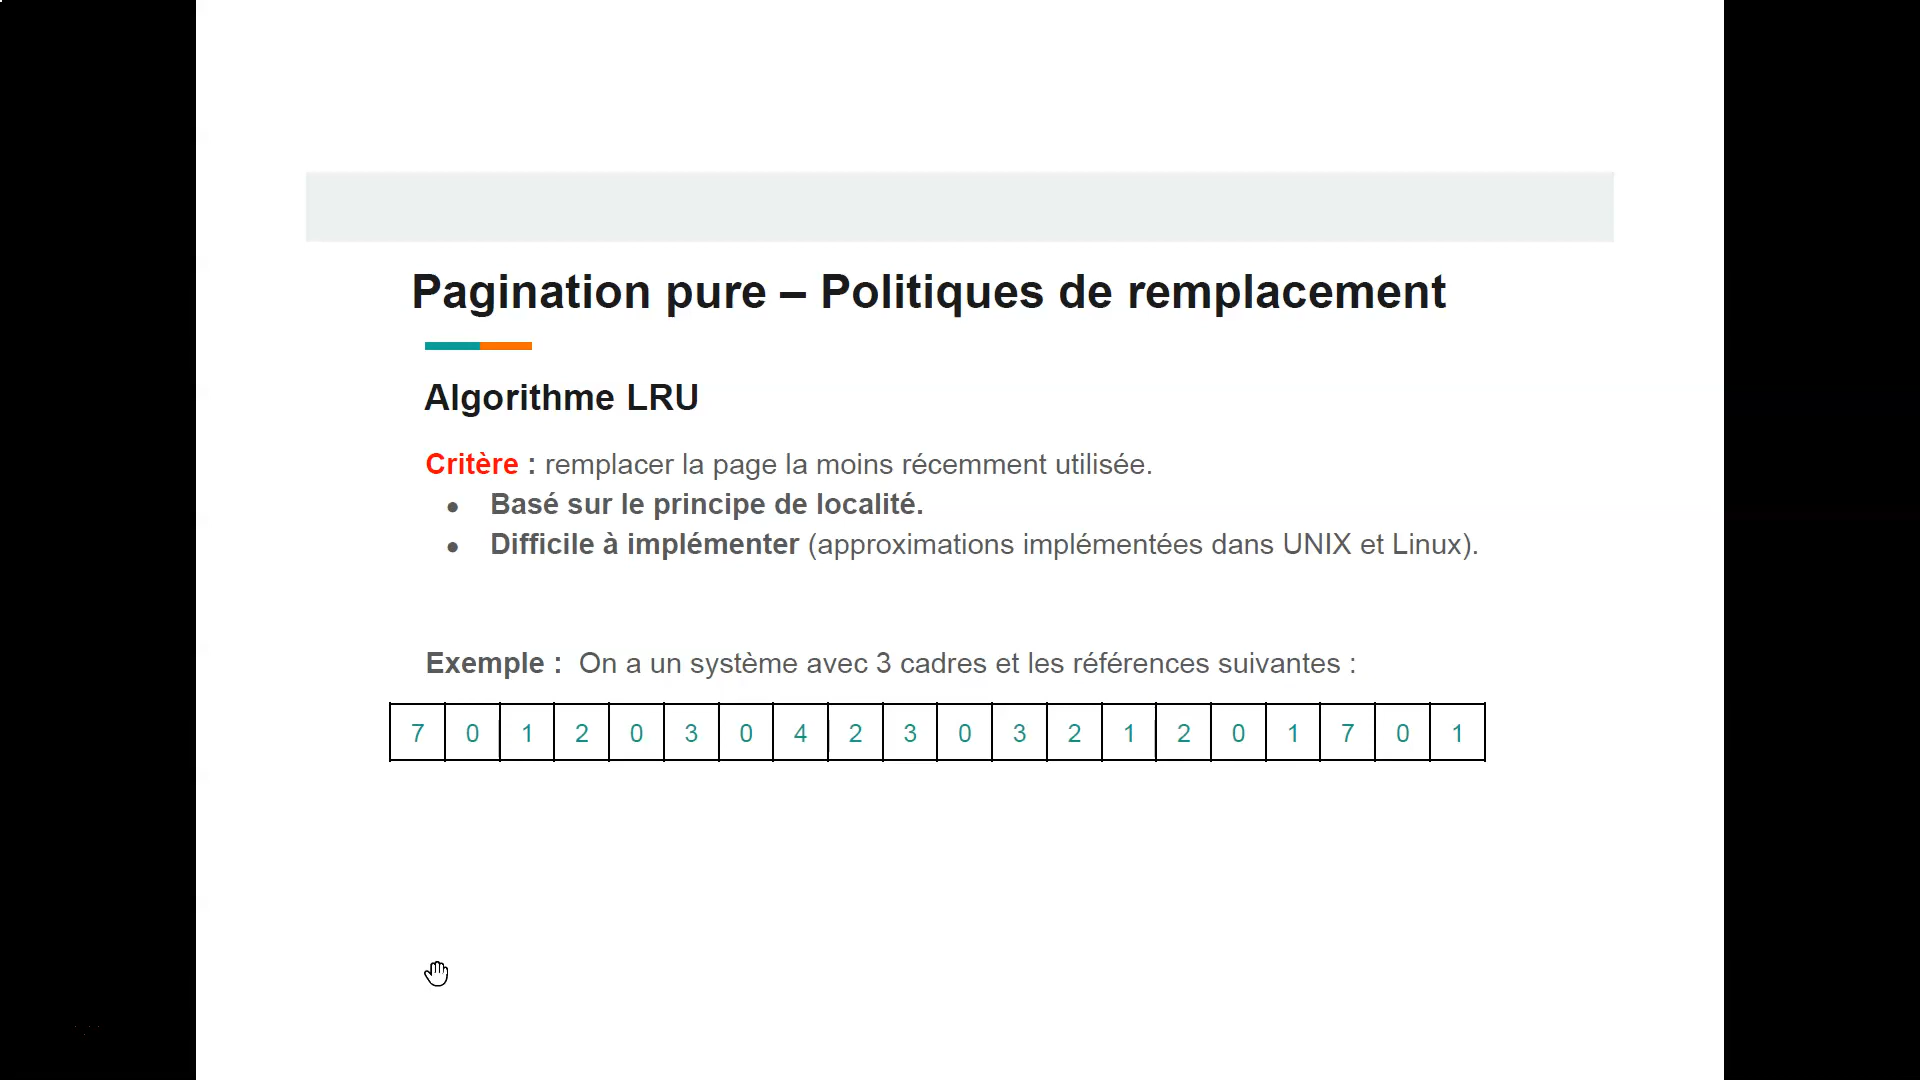 Pagination pure – Politiques de remplacement
Algorithme LRU
Critère : remplacer la page la moins récemment utilisée.
● Basé sur le principe de localité.
● Difficile à implémenter (approximations implémentées dans UNIX et Linux).
Exemple : On a un système avec 3 cadres et les références suivantes :
7 0 1 2 0 3 0 4 2 3 0 3 2 1 2 0 1 7 0 1